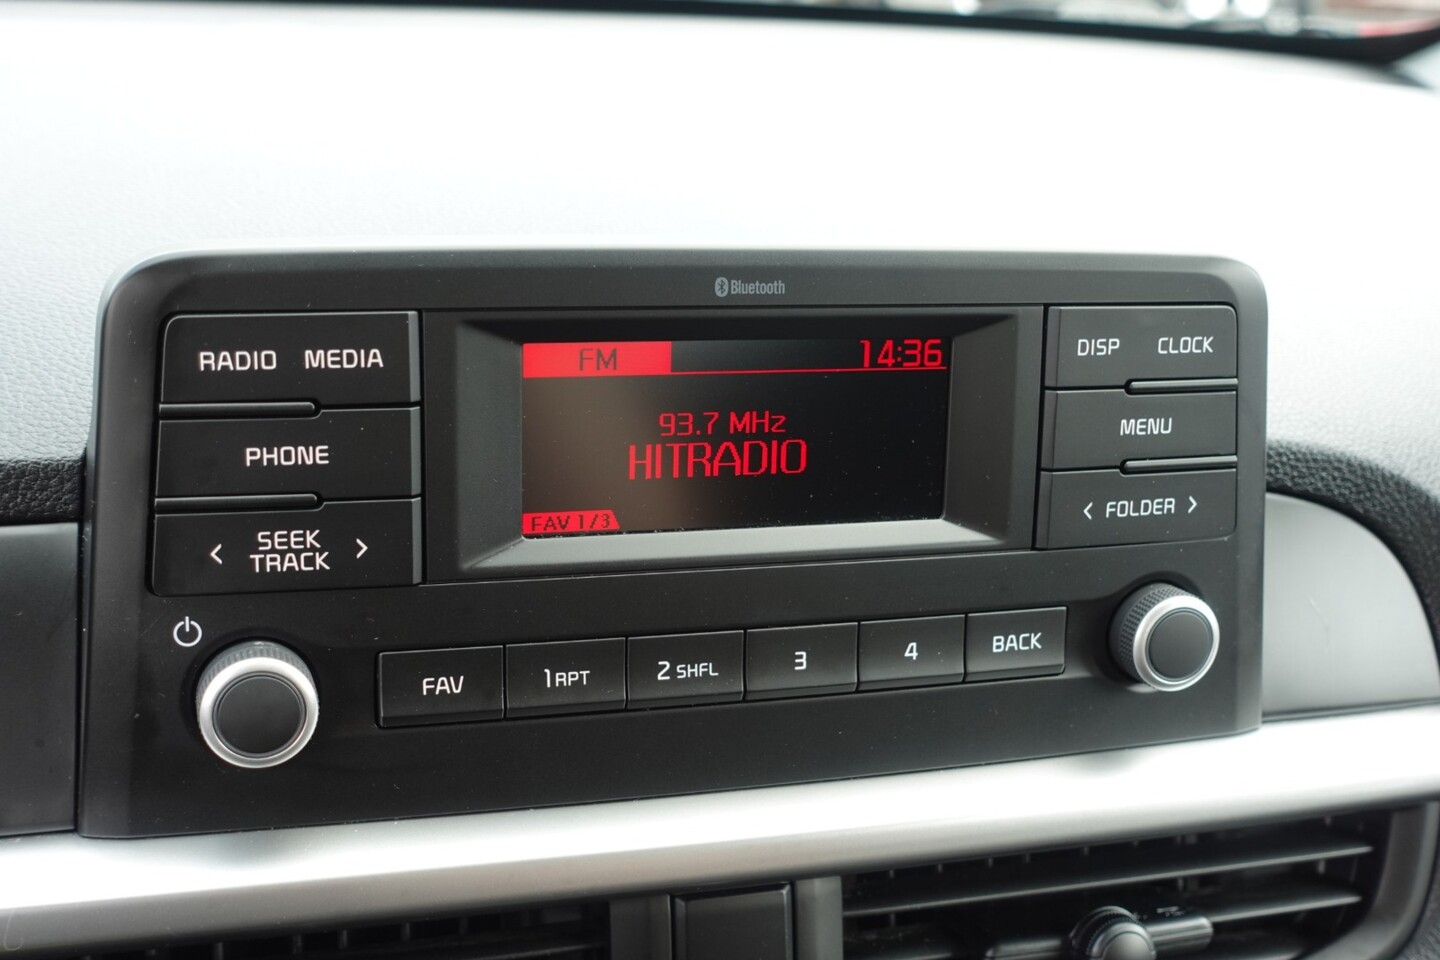 Bluetooth
RADIO MEDIA
PHONE
< SEEK TRACK >
FM 14:36
93.7 MHz
HITRADIO
FAV 1/3
DISP CLOCK
MENU
< FOLDER >
FAV 1 RPT 2 SHFL 3 4 BACK